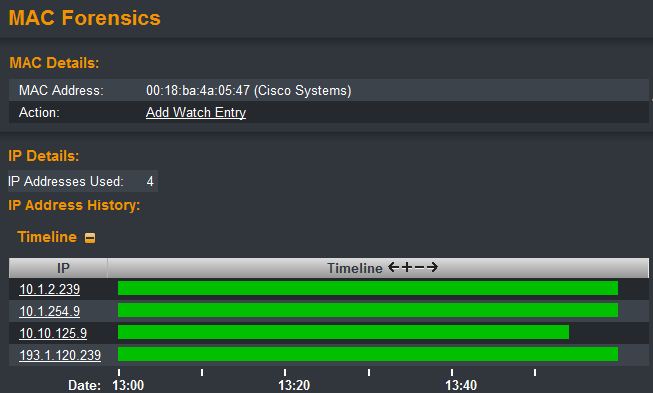 MAC Forensics
MAC Details:
MAC Address: 00:18:ba:4a:05:47 (Cisco Systems)
Action: Add Watch Entry
IP Details:
IP Addresses Used: 4
IP Address History:
Timeline
IP Timeline
10.1.2.239
10.1.254.9
10.10.125.9
193.1.120.239
Date: 13:00 13:20 13:40